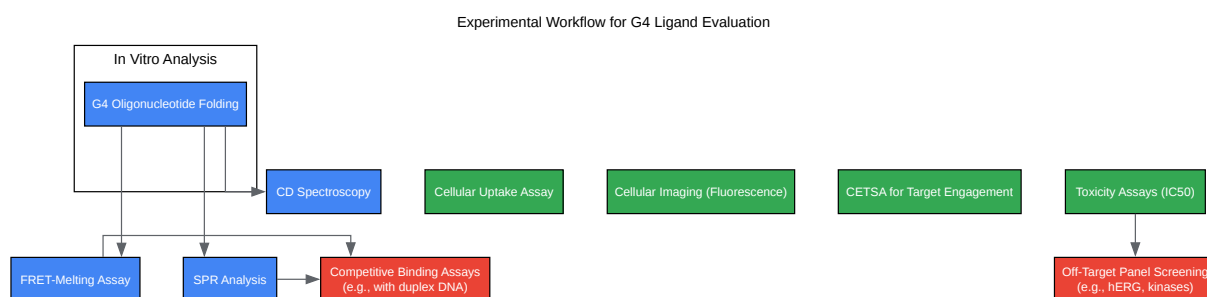 Experimental Workflow for G4 Ligand Evaluation
In Vitro Analysis
G4 Oligonucleotide Folding
CD Spectroscopy
Cellular Uptake Assay
Cellular Imaging (Fluorescence)
CETSA for Target Engagement
Toxicity Assays (IC50)
FRET-Melting Assay
SPR Analysis
Competitive Binding Assays
(e.g., with duplex DNA)
Off-Target Panel Screening
(e.g., hERG, kinases)